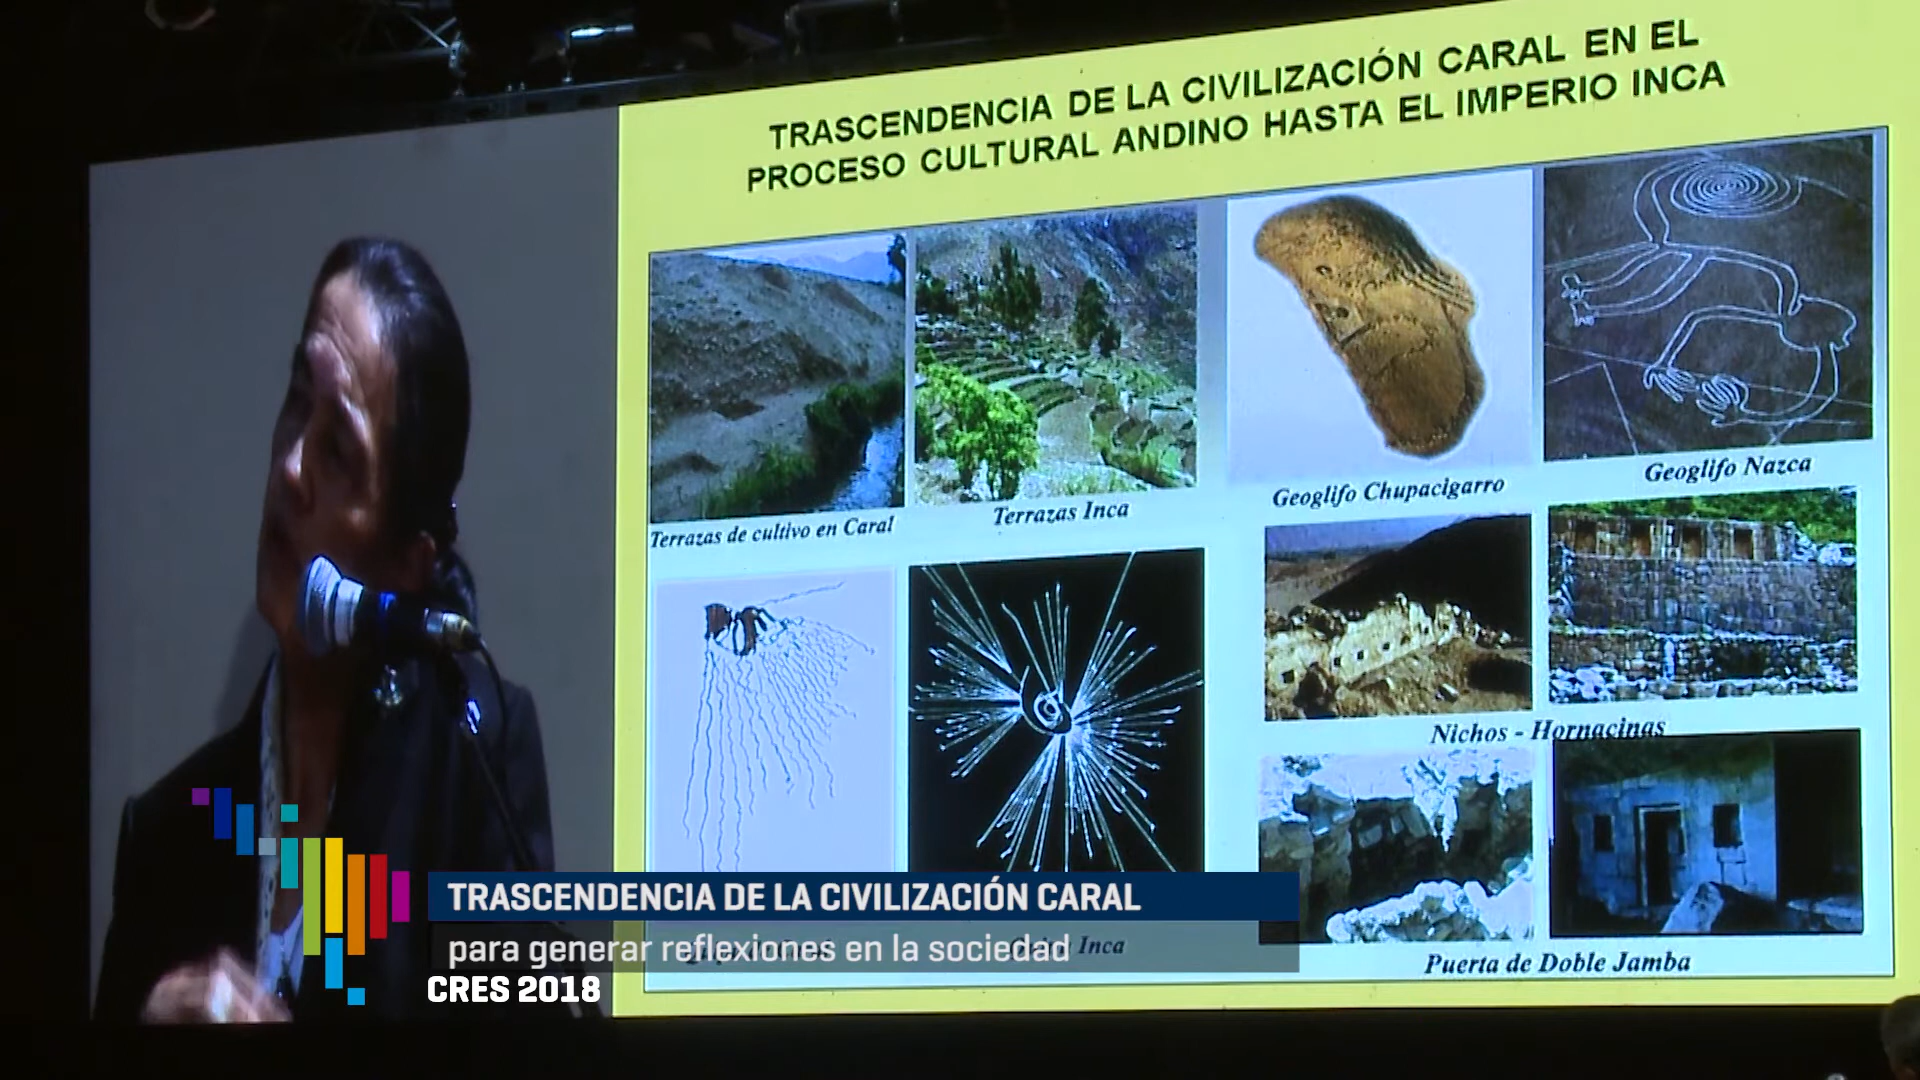 TRASCENDENCIA DE LA CIVILIZACIÓN CARAL EN EL
PROCESO CULTURAL ANDINO HASTA EL IMPERIO INCA
Terrazas de cultivo en Caral
Terrazas Inca
Geoglifo Chupacigarro
Geoglifo Nazca
Nichos - Hornacinas
Inca
Puerta de Doble Jamba
TRASCENDENCIA DE LA CIVILIZACIÓN CARAL
para generar reflexiones en la sociedad
CRES 2018